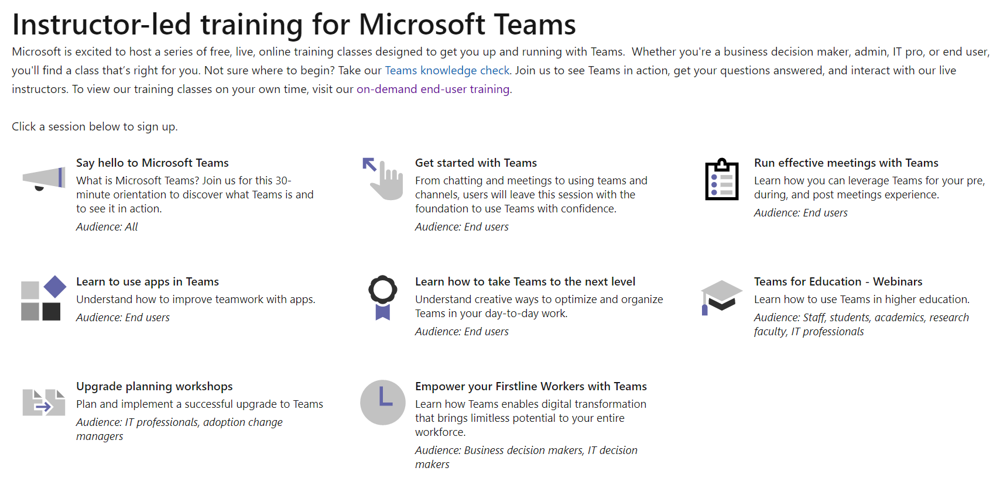 Instructor-led training for Microsoft Teams
Microsoft is excited to host a series of free, live, online training classes designed to get you up and running with Teams.  Whether you're a business decision maker, admin, IT pro, or end user,
you'll find a class that’s right for you. Not sure where to begin? Take our Teams knowledge check. Join us to see Teams in action, get your questions answered, and interact with our live
instructors. To view our training classes on your own time, visit our on-demand end-user training.
Click a session below to sign up.
Say hello to Microsoft Teams
What is Microsoft Teams? Join us for this 30-
minute orientation to discover what Teams is and
to see it in action.
Audience: All
Get started with Teams
From chatting and meetings to using teams and
channels, users will leave this session with the
foundation to use Teams with confidence.
Audience: End users
Run effective meetings with Teams
Learn how you can leverage Teams for your pre,
during, and post meetings experience.
Audience: End users
Learn to use apps in Teams
Understand how to improve teamwork with apps.
Audience: End users
Learn how to take Teams to the next level
Understand creative ways to optimize and organize
Teams in your day-to-day work.
Audience: End users
Teams for Education - Webinars
Learn how to use Teams in higher education.
Audience: Staff, students, academics, research
faculty, IT professionals
Upgrade planning workshops
Plan and implement a successful upgrade to Teams
Audience: IT professionals, adoption change
managers
Empower your Firstline Workers with Teams
Learn how Teams enables digital transformation
that brings limitless potential to your entire
workforce.
Audience: Business decision makers, IT decision
makers